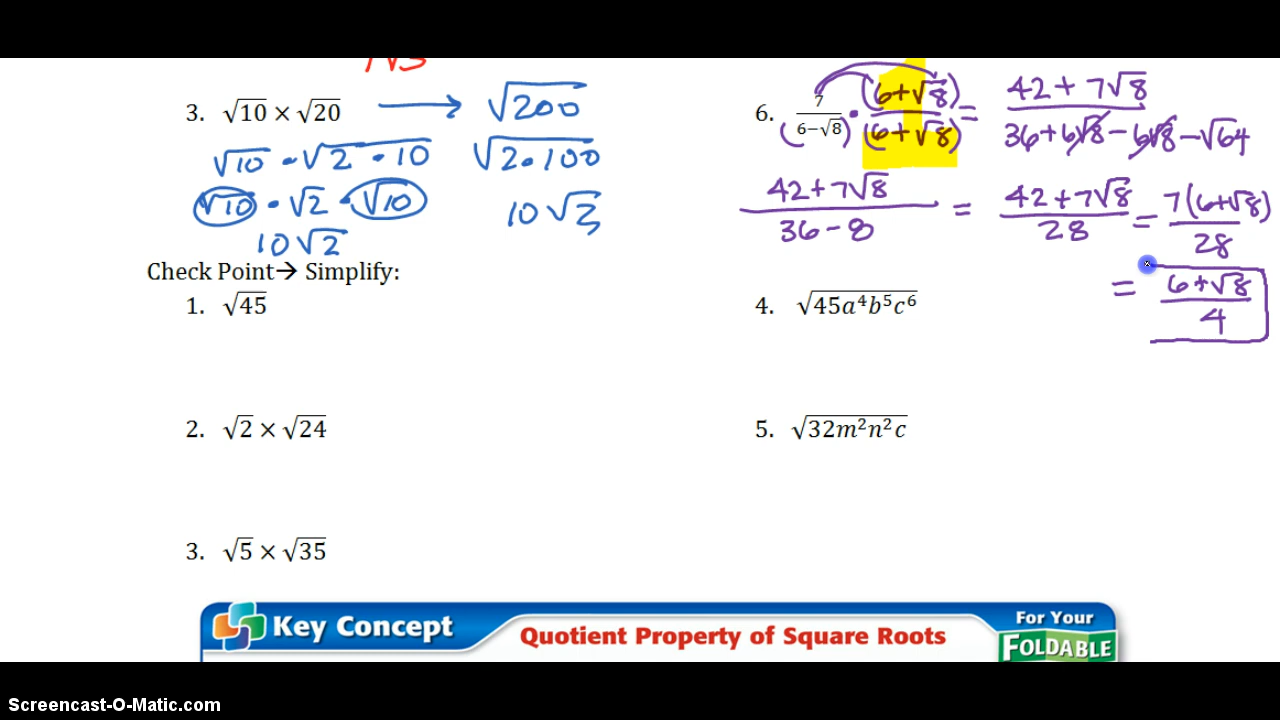 7√3
3. √10 × √20 → √200
√10 • √2 • 10 √2•100
√10 • √2 • √10 10√2
10√2
6. 7/(6−√8) • (6+√8)/(6+√8) = (42 + 7√8)/(36+6√8 − 6√8 − √64)
(42+7√8)/(36−8) = (42+7√8)/28 = 7(6+√8)/28
= (6+√8)/4
Check Point→ Simplify:
1. √45
2. √2 × √24
3. √5 × √35
4. √45a⁴b⁵c⁶
5. √32m²n²c
Key Concept
Quotient Property of Square Roots
For Your
FOLDABLE
Screencast-O-Matic.com